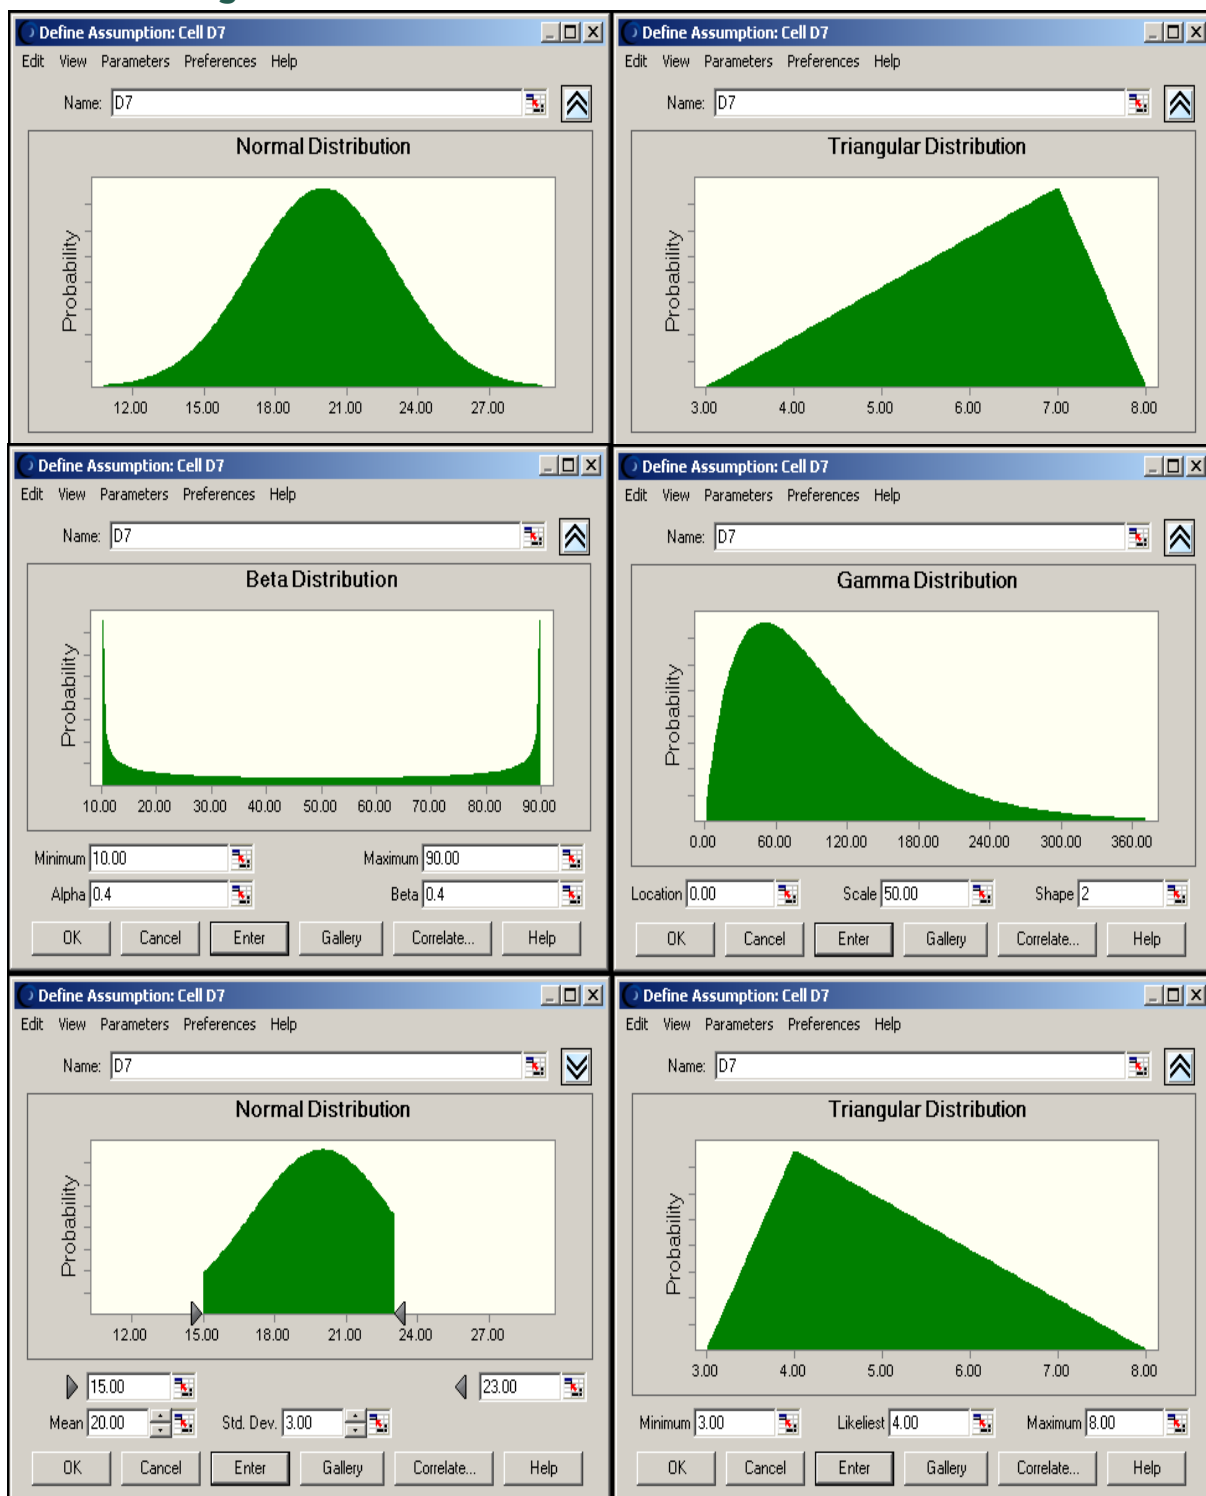 Define Assumption: Cell D7
Edit View Parameters Preferences Help
Name: D7
Normal Distribution
Probability
12.00 15.00 18.00 21.00 24.00 27.00
Define Assumption: Cell D7
Edit View Parameters Preferences Help
Name: D7
Triangular Distribution
Probability
3.00 4.00 5.00 6.00 7.00 8.00
Define Assumption: Cell D7
Edit View Parameters Preferences Help
Name: D7
Beta Distribution
Probability
10.00 20.00 30.00 40.00 50.00 60.00 70.00 80.00 90.00
Minimum 10.00 Maximum 90.00
Alpha 0.4 Beta 0.4
OK Cancel Enter Gallery Correlate... Help
Define Assumption: Cell D7
Edit View Parameters Preferences Help
Name: D7
Gamma Distribution
Probability
0.00 60.00 120.00 180.00 240.00 300.00 360.00
Location 0.00 Scale 50.00 Shape 2
OK Cancel Enter Gallery Correlate... Help
Define Assumption: Cell D7
Edit View Parameters Preferences Help
Name: D7
Normal Distribution
Probability
12.00 15.00 18.00 21.00 24.00 27.00
15.00 23.00
Mean 20.00 Std. Dev. 3.00
OK Cancel Enter Gallery Correlate... Help
Define Assumption: Cell D7
Edit View Parameters Preferences Help
Name: D7
Triangular Distribution
Probability
3.00 4.00 5.00 6.00 7.00 8.00
Minimum 3.00 Likeliest 4.00 Maximum 8.00
OK Cancel Enter Gallery Correlate... Help